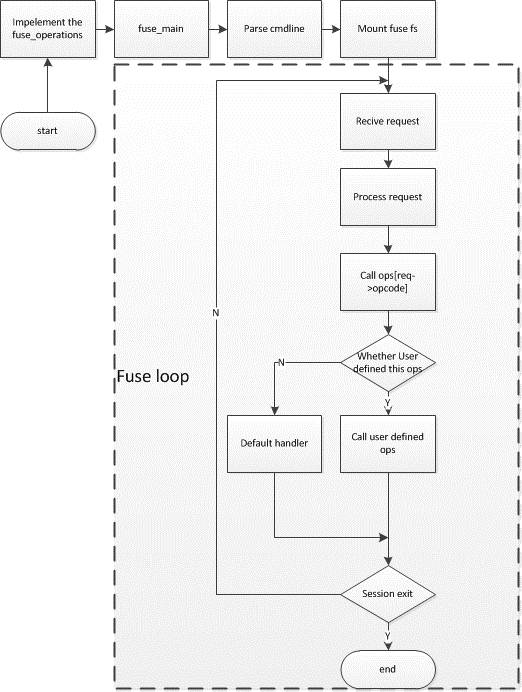 Impelement the
fuse_operations
fuse_main
Parse cmdline
Mount fuse fs
start
Recive request
Process request
Call ops[req-
>opcode]
Whether User
defined this ops
N
N
Y
Fuse loop
Default handler
Call user defined
ops
Session exit
Y
end